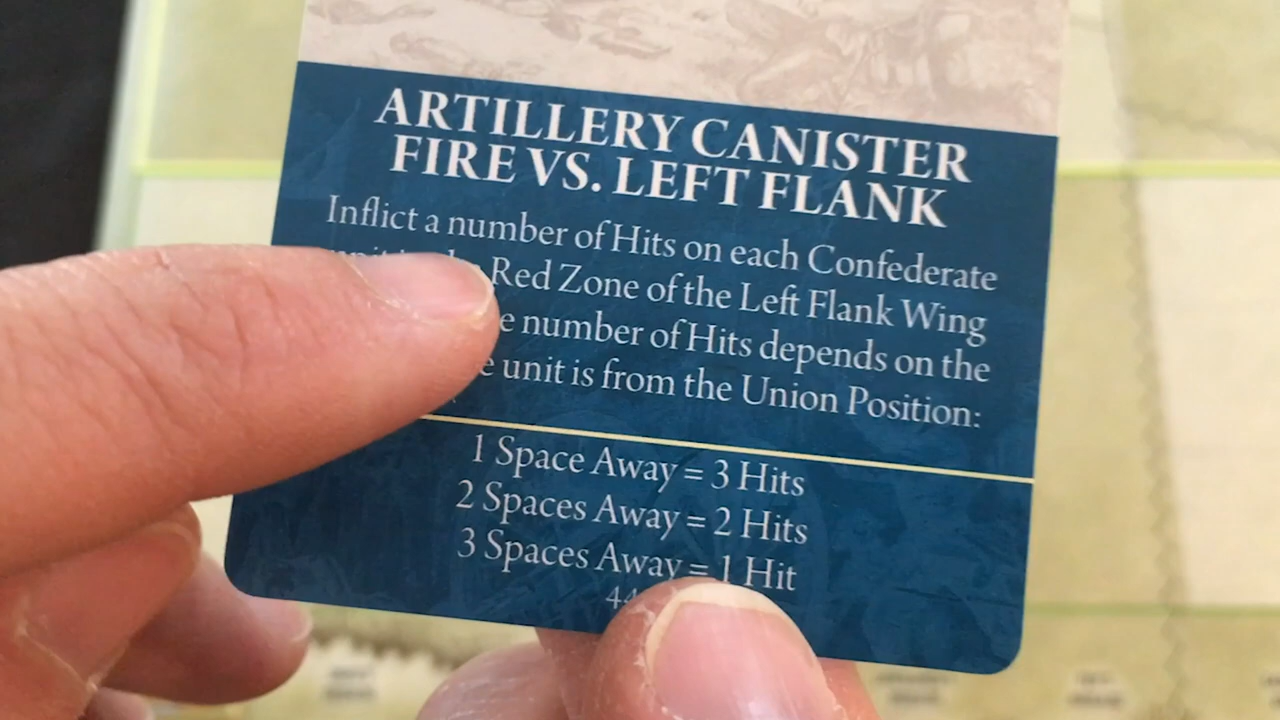 ARTILLERY CANISTER
FIRE VS. LEFT FLANK
Inflict a number of Hits on each Confederate
Red Zone of the Left Flank Wing
number of Hits depends on the
unit is from the Union Position:
1 Space Away = 3 Hits
2 Spaces Away = 2 Hits
3 Spaces Away = 1 Hit
44